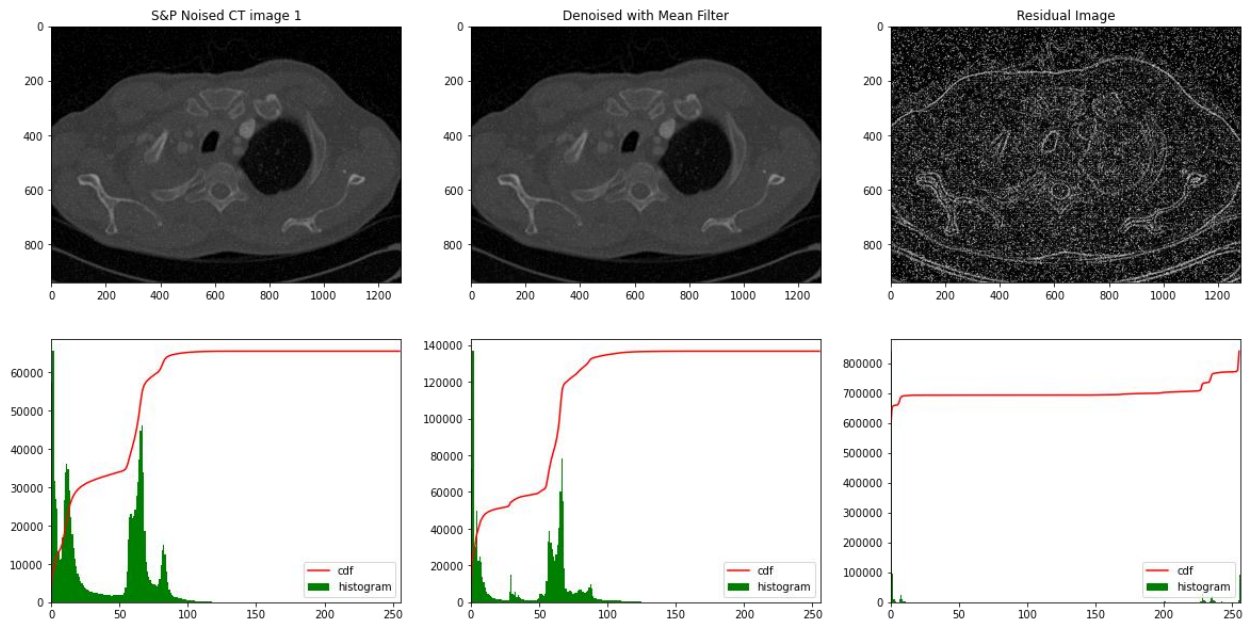 S&P Noised CT image 1
0
200
400
600
800
0 200 400 600 800 1000 1200
Denoised with Mean Filter
0
200
400
600
800
0 200 400 600 800 1000 1200
Residual Image
0
200
400
600
800
0 200 400 600 800 1000 1200
60000
50000
40000
30000
20000
10000
0
0 50 100 150 200 250
cdf
histogram
140000
120000
100000
80000
60000
40000
20000
0
0 50 100 150 200 250
cdf
histogram
800000
700000
600000
500000
400000
300000
200000
100000
0
0 50 100 150 200 250
cdf
histogram